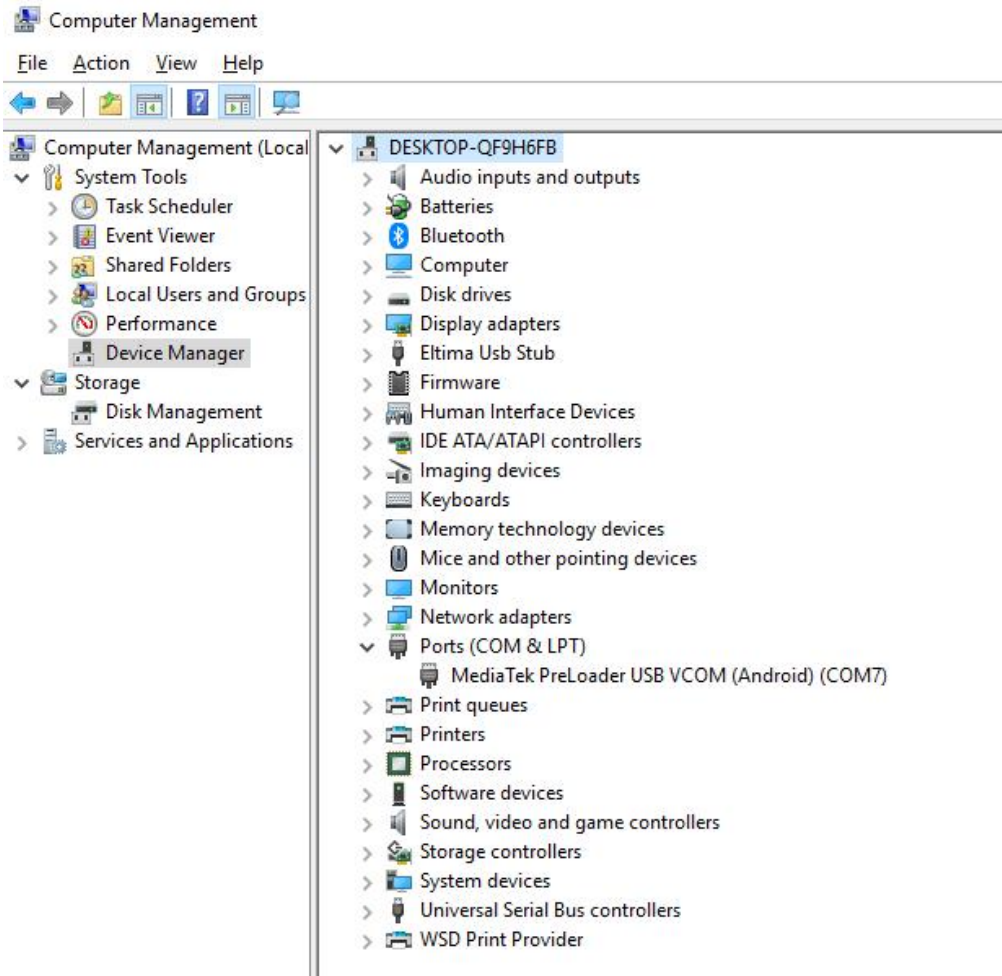 Computer Management
File Action View Help
Computer Management (Local
System Tools
Task Scheduler
Event Viewer
Shared Folders
Local Users and Groups
Performance
Device Manager
Storage
Disk Management
Services and Applications
DESKTOP-QF9H6FB
Audio inputs and outputs
Batteries
Bluetooth
Computer
Disk drives
Display adapters
Eltima Usb Stub
Firmware
Human Interface Devices
IDE ATA/ATAPI controllers
Imaging devices
Keyboards
Memory technology devices
Mice and other pointing devices
Monitors
Network adapters
Ports (COM & LPT)
MediaTek PreLoader USB VCOM (Android) (COM7)
Print queues
Printers
Processors
Software devices
Sound, video and game controllers
Storage controllers
System devices
Universal Serial Bus controllers
WSD Print Provider